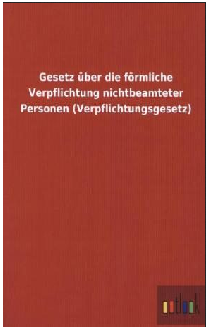 Gesetz über die förmliche
Verpflichtung nichtbeamteter
Personen (Verpflichtungsgesetz)